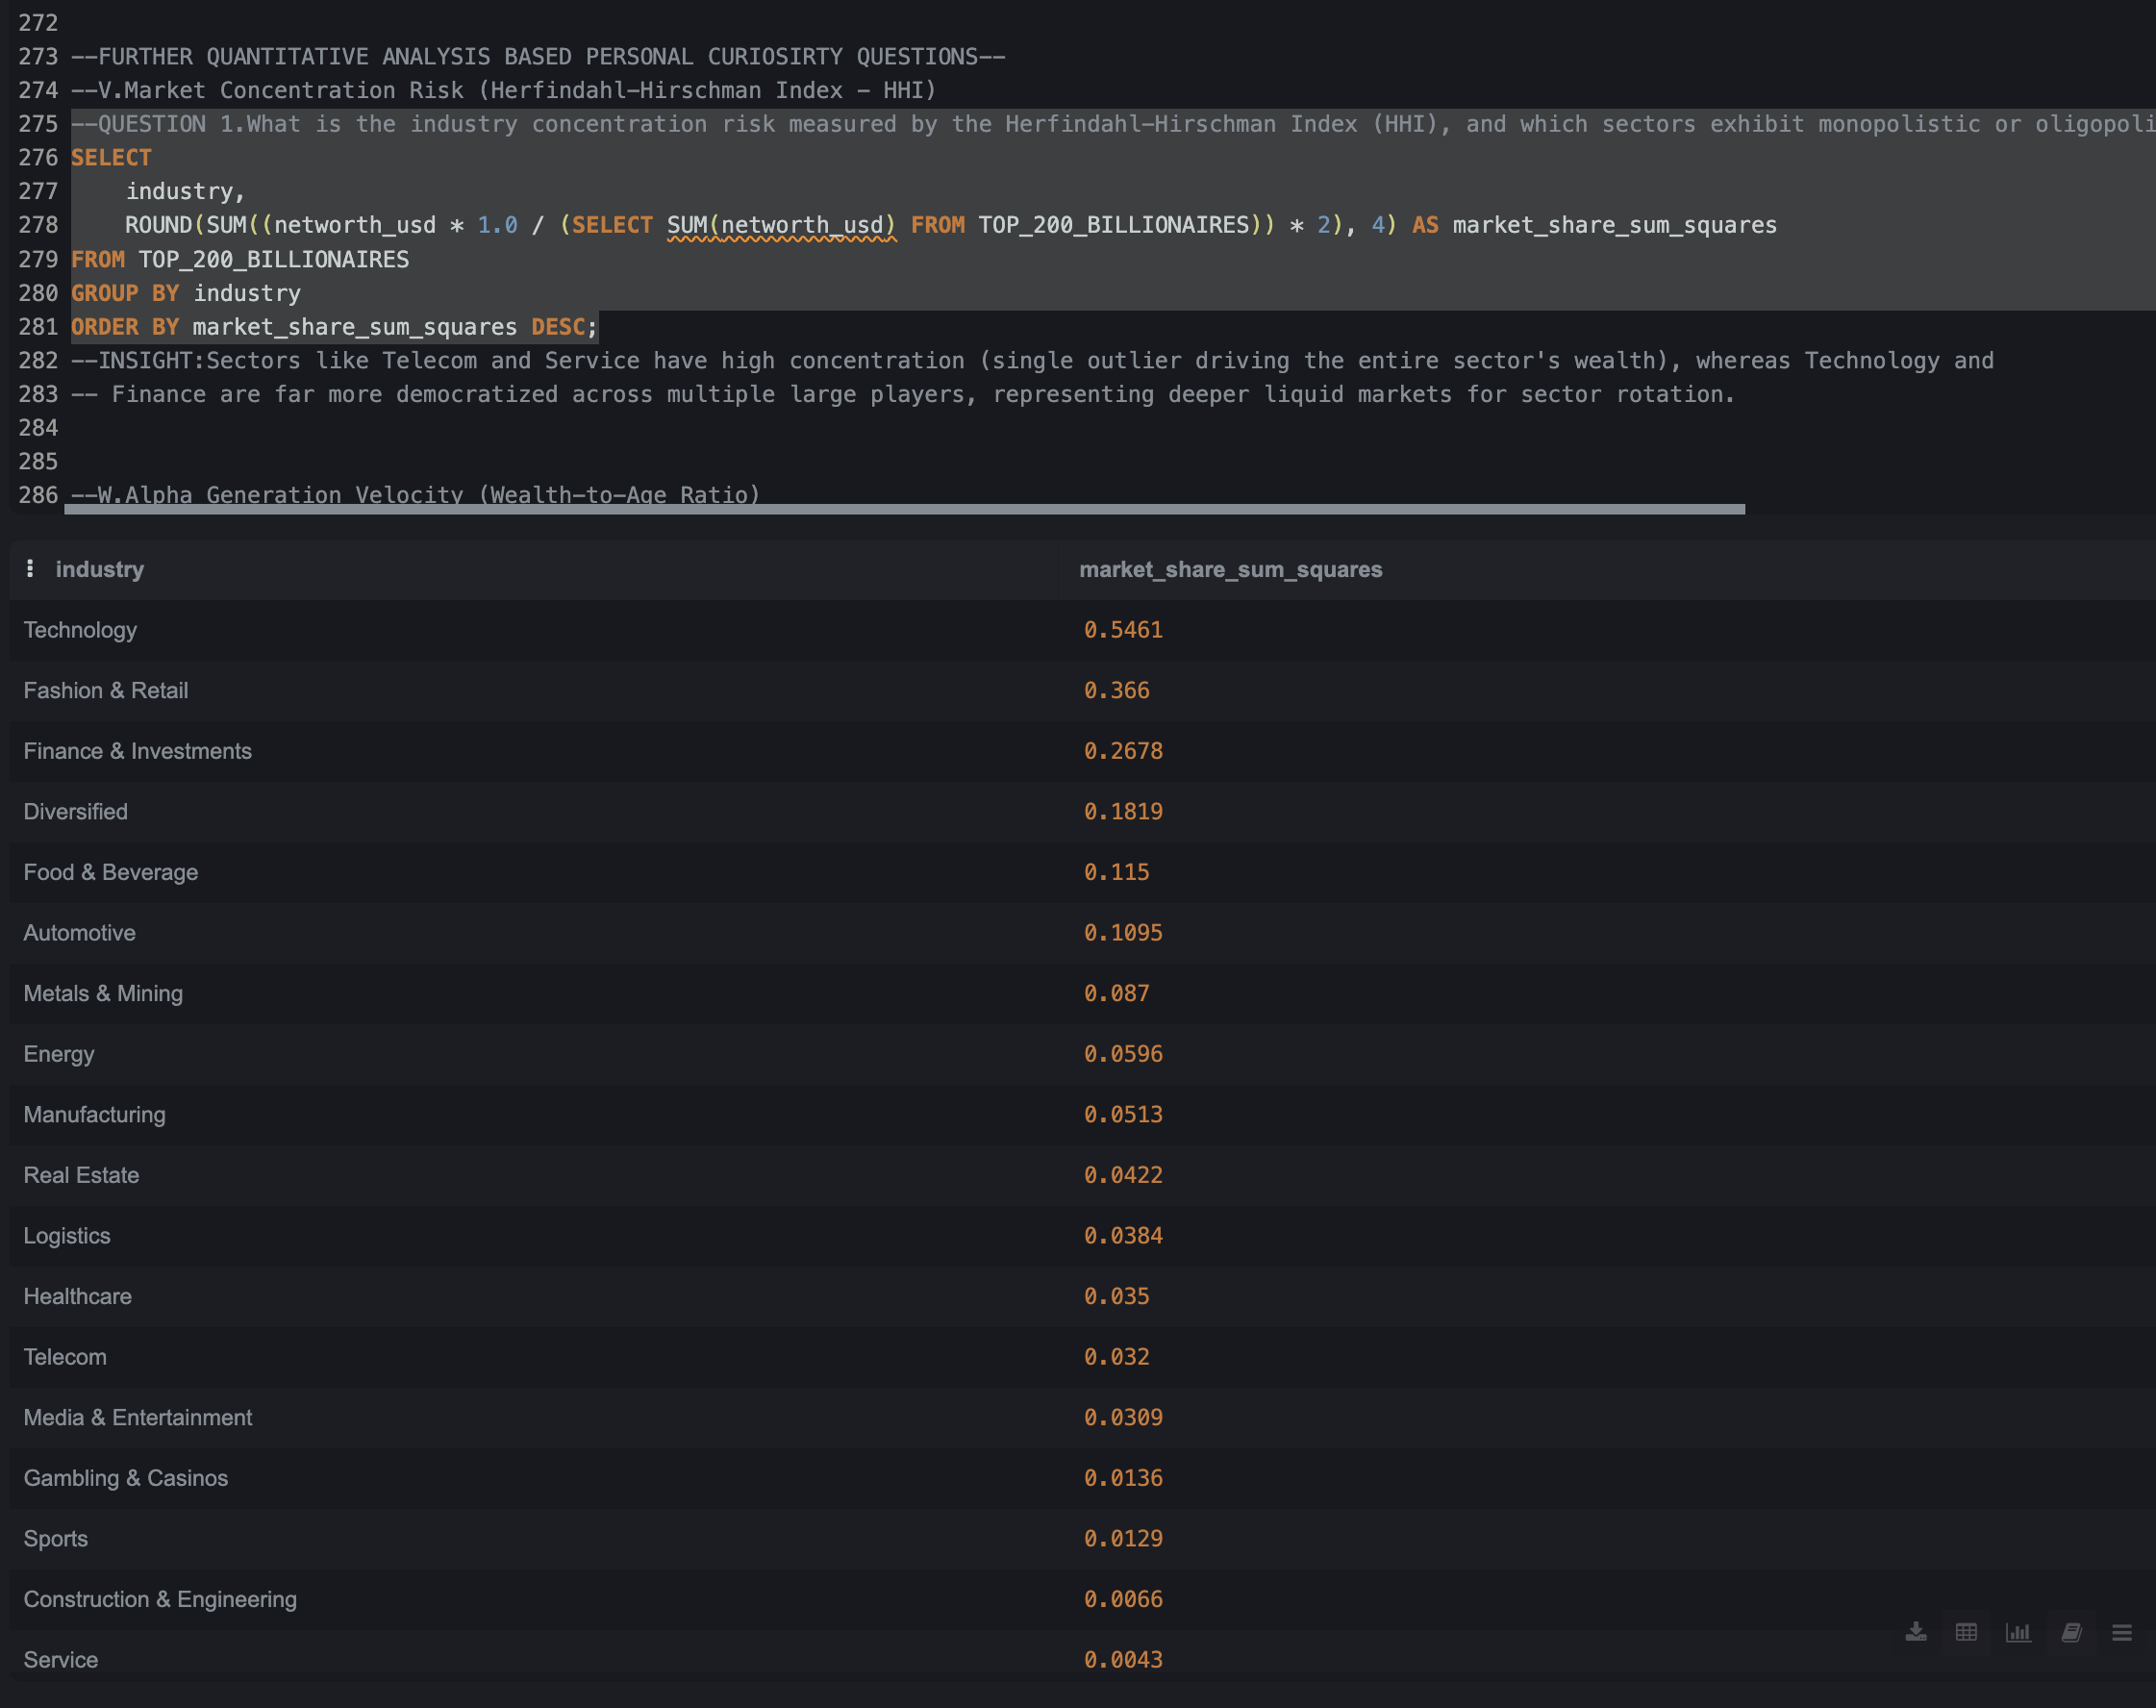 272
273 --FURTHER QUANTITATIVE ANALYSIS BASED PERSONAL CURIOSIRTY QUESTIONS--
274 --V.Market Concentration Risk (Herfindahl-Hirschman Index - HHI)
275 --QUESTION 1.What is the industry concentration risk measured by the Herfindahl-Hirschman Index (HHI), and which sectors exhibit monopolistic or oligopoli
276 SELECT
277     industry,
278     ROUND(SUM((networth_usd * 1.0 / (SELECT SUM(networth_usd) FROM TOP_200_BILLIONAIRES)) * 2), 4) AS market_share_sum_squares
279 FROM TOP_200_BILLIONAIRES
280 GROUP BY industry
281 ORDER BY market_share_sum_squares DESC;
282 --INSIGHT:Sectors like Telecom and Service have high concentration (single outlier driving the entire sector's wealth), whereas Technology and
283 -- Finance are far more democratized across multiple large players, representing deeper liquid markets for sector rotation.
284
285
286 --W.Alpha Generation Velocity (Wealth-to-Age Ratio)
industry market_share_sum_squares
Technology 0.5461
Fashion & Retail 0.366
Finance & Investments 0.2678
Diversified 0.1819
Food & Beverage 0.115
Automotive 0.1095
Metals & Mining 0.087
Energy 0.0596
Manufacturing 0.0513
Real Estate 0.0422
Logistics 0.0384
Healthcare 0.035
Telecom 0.032
Media & Entertainment 0.0309
Gambling & Casinos 0.0136
Sports 0.0129
Construction & Engineering 0.0066
Service 0.0043